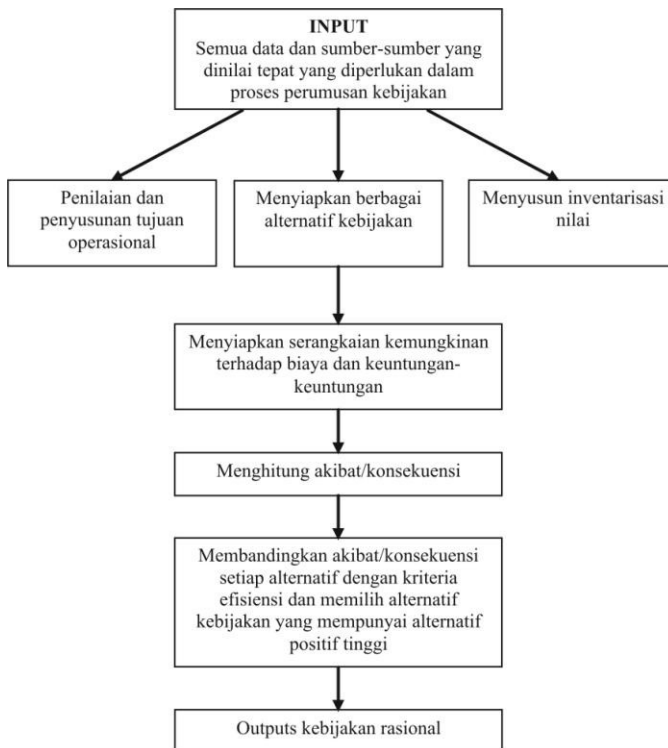 INPUT
Semua data dan sumber-sumber yang
dinilai tepat yang diperlukan dalam
proses perumusan kebijakan
Penilaian dan
penyusunan tujuan
operasional
Menyiapkan berbagai
alternatif kebijakan
Menyusun inventarisasi
nilai
Menyiapkan serangkaian kemungkinan
terhadap biaya dan keuntungan-
keuntungan
Menghitung akibat/konsekuensi
Membandingkan akibat/konsekuensi
setiap alternatif dengan kriteria
efisiensi dan memilih alternatif
kebijakan yang mempunyai alternatif
positif tinggi
Outputs kebijakan rasional